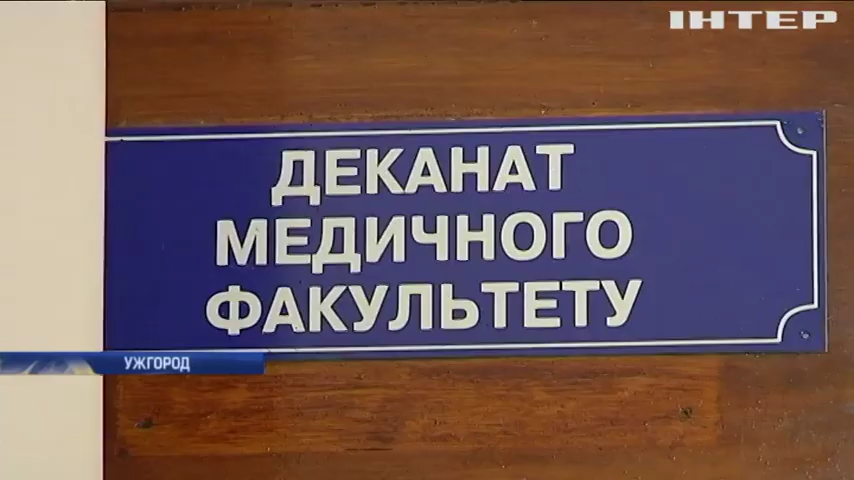 ІНТЕР
ДЕКАНАТ
МЕДИЧНОГО
ФАКУЛЬТЕТУ
УЖГОРОД